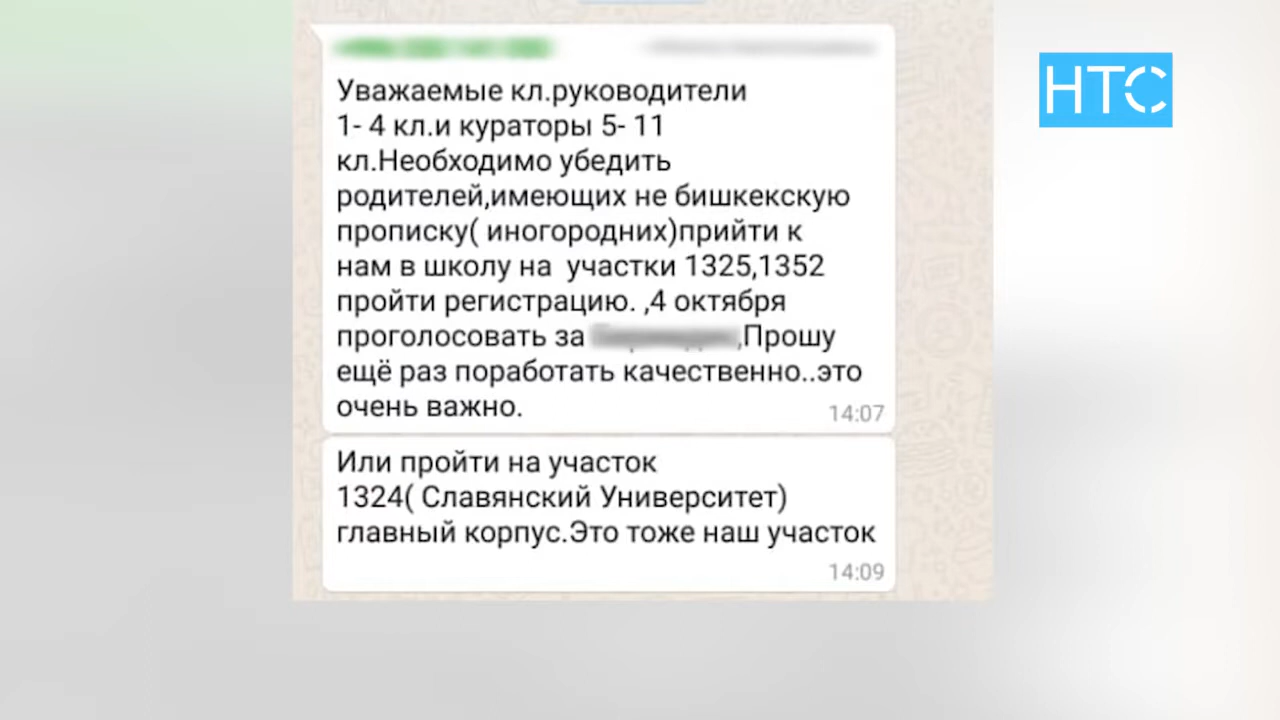 НТС
Уважаемые кл.руководители
1- 4 кл.и кураторы 5- 11
кл.Необходимо убедить
родителей,имеющих не бишкекскую
прописку( иногородних)прийти к
нам в школу на  участки 1325,1352
пройти регистрацию. ,4 октября
проголосовать за ,Прошу
ещё раз поработать качественно..это
очень важно.
14:07
Или пройти на участок
1324( Славянский Университет)
главный корпус.Это тоже наш участок
14:09